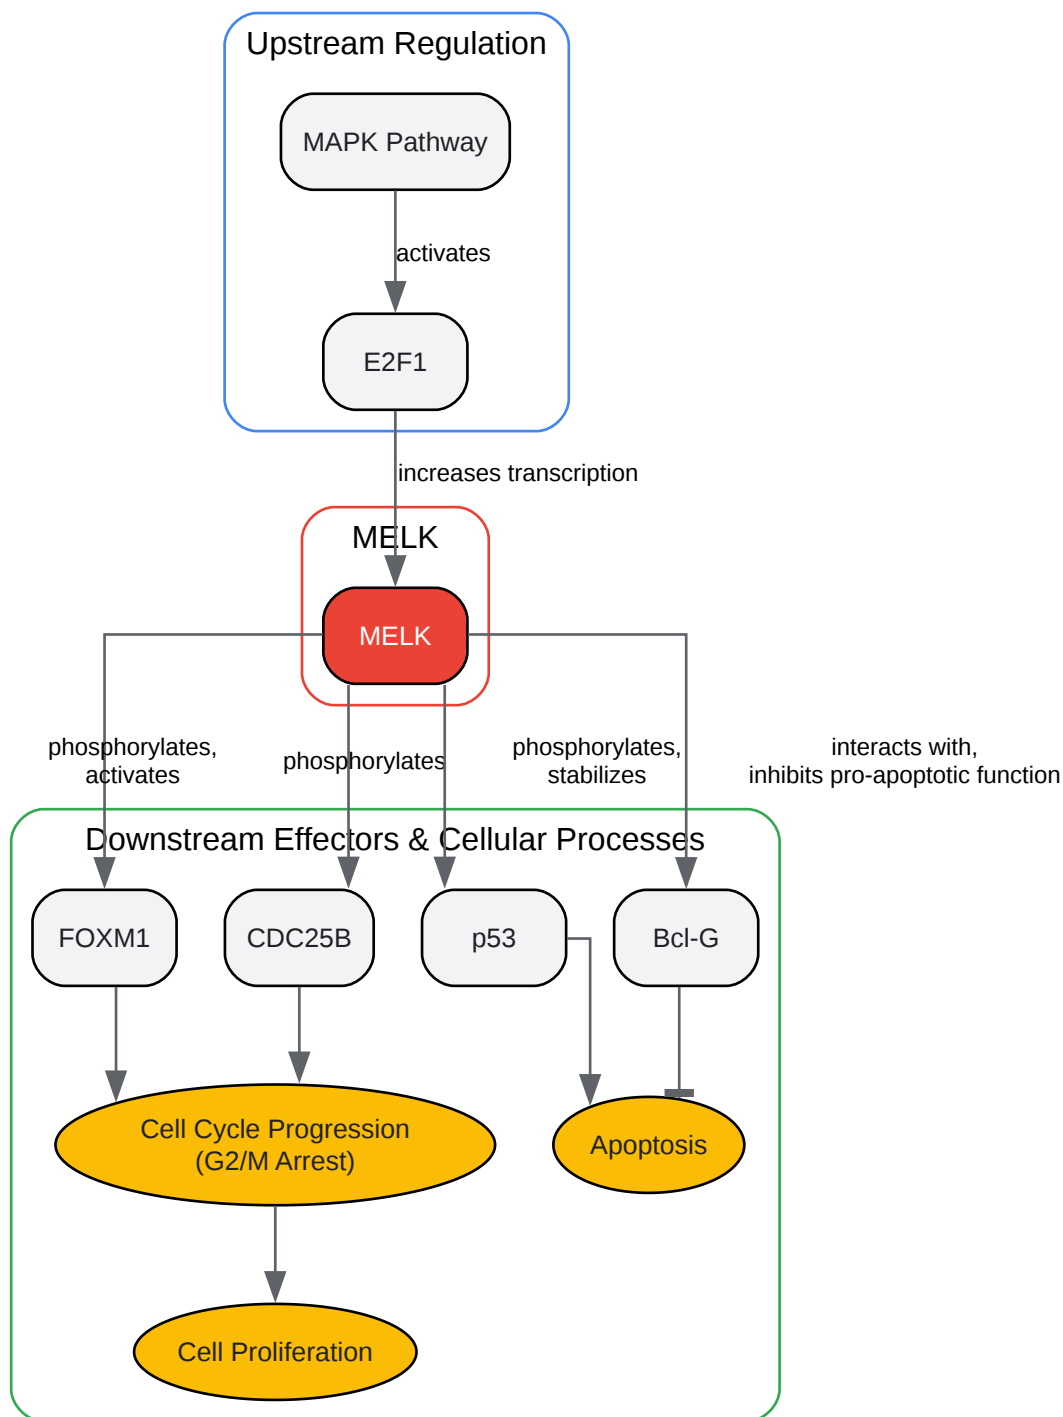 Upstream Regulation
MAPK Pathway
activates
E2F1
increases transcription
MELK
MELK
phosphorylates,
activates
phosphorylates
phosphorylates,
stabilizes
interacts with,
inhibits pro-apoptotic function
Downstream Effectors & Cellular Processes
FOXM1
CDC25B
p53
Bcl-G
Cell Cycle Progression
(G2/M Arrest)
Apoptosis
Cell Proliferation